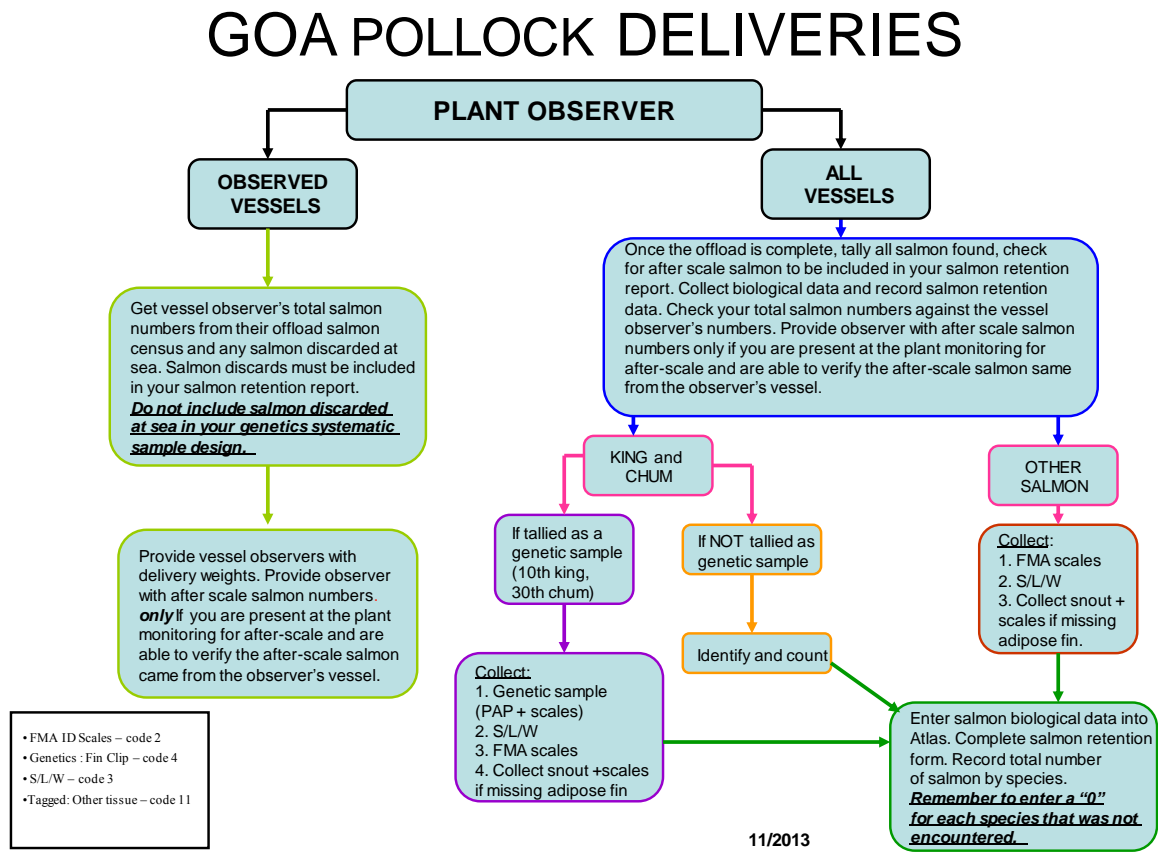 GOA POLLOCK DELIVERIES
PLANT OBSERVER
OBSERVED
VESSELS
ALL
VESSELS
Get vessel observer's total salmon
numbers from their offload salmon
census and any salmon discarded at
sea. Salmon discards must be included
in your salmon retention report.
Do not include salmon discarded
at sea in your genetics systematic
sample design.
Provide vessel observers with
delivery weights. Provide observer
with after scale salmon numbers.
only If you are present at the plant
monitoring for after-scale and are
able to verify the after-scale salmon
came from the observer's vessel.
Once the offload is complete, tally all salmon found, check
for after scale salmon to be included in your salmon retention
report. Collect biological data and record salmon retention
data. Check your total salmon numbers against the vessel
observer's numbers. Provide observer with after scale salmon
numbers only if you are present at the plant monitoring for
after-scale and are able to verify the after-scale salmon same
from the observer's vessel.
KING and
CHUM
OTHER
SALMON
If tallied as a
genetic sample
(10th king,
30th chum)
If NOT tallied as
genetic sample
Identify and count
Collect:
1. FMA scales
2. S/L/W
3. Collect snout +
scales if missing
adipose fin.
Collect:
1. Genetic sample
(PAP + scales)
2. S/L/W
3. FMA scales
4. Collect snout +scales
if missing adipose fin
Enter salmon biological data into
Atlas. Complete salmon retention
form. Record total number
of salmon by species.
Remember to enter a “0”
for each species that was not
encountered.
• FMA ID Scales – code 2
• Genetics : Fin Clip – code 4
• S/L/W – code 3
•Tagged: Other tissue – code 11
11/2013